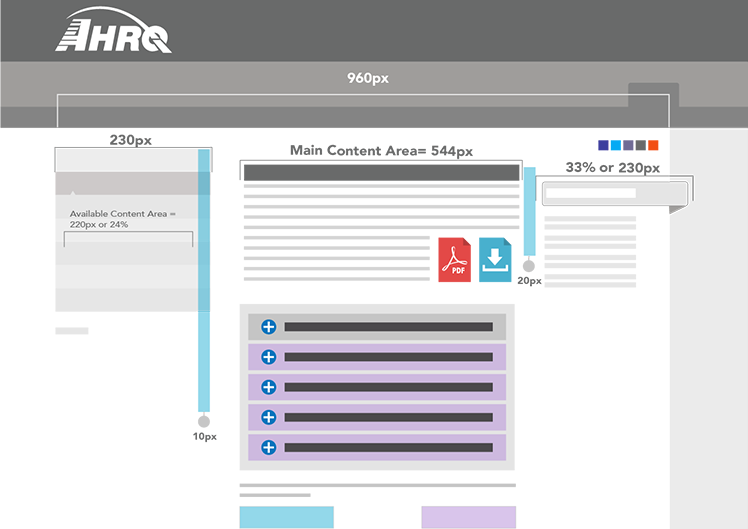 AHRQ
960px
230px
Main Content Area= 544px
33% or 230px
Available Content Area =
220px or 24%
PDF
20px
10px